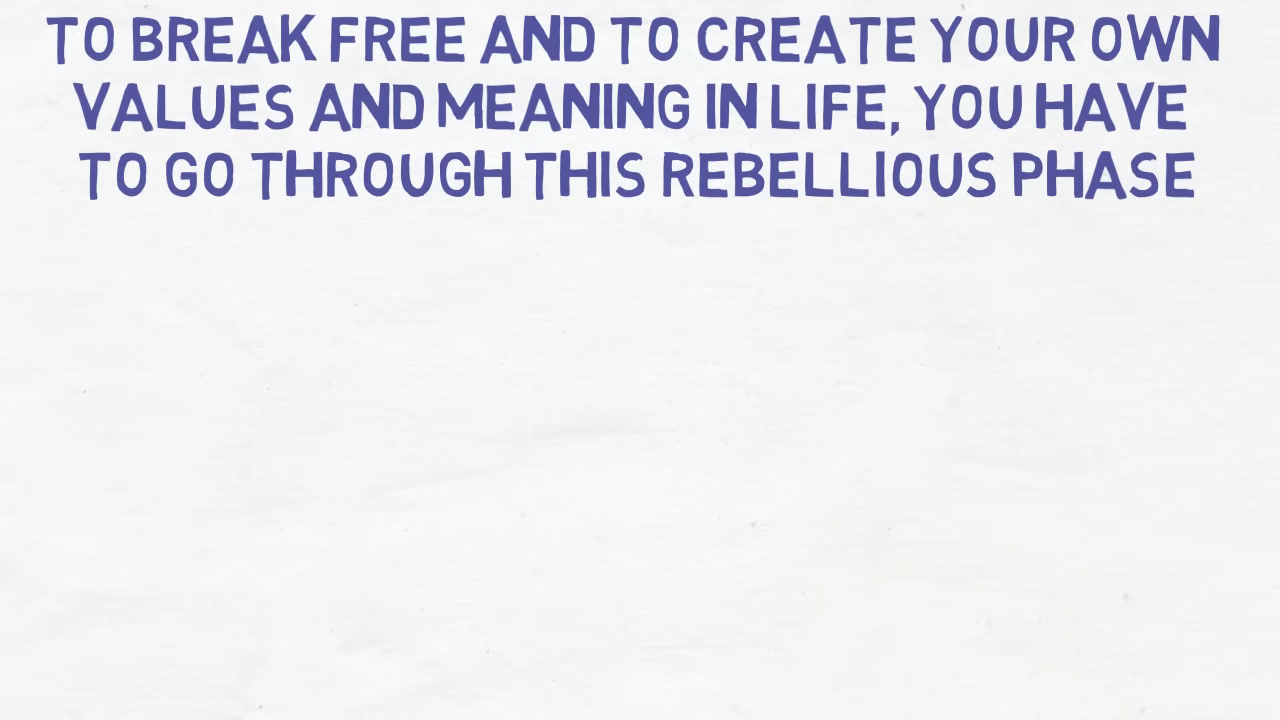 TO BREAK FREE AND TO CREATE YOUR OWN
VALUES AND MEANING IN LIFE, YOU HAVE
TO GO THROUGH THIS REBELLIOUS PHASE